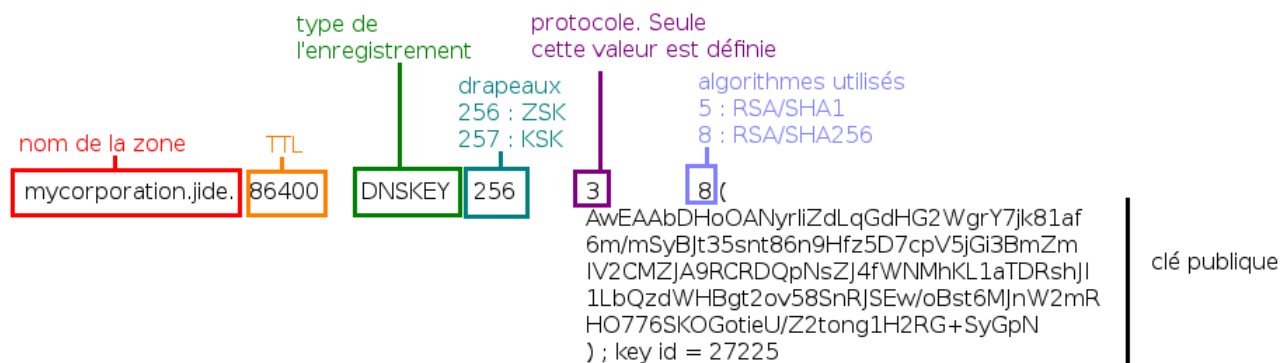 type de
l'enregistrement
protocole. Seule
cette valeur est définie
drapeaux
256 : ZSK
257 : KSK
algorithmes utilisés
5 : RSA/SHA1
8 : RSA/SHA256
nom de la zone
TTL
mycorporation.jide. 86400 DNSKEY 256 3 8 (
AwEAAbDHoOANyrliZdLqGdHG2WgrY7jk81af
6m/mSyBJt35snt86n9Hfz5D7cpV5jGi3BmZm
IV2CMZJA9RCRDQpNsZJ4fWNMhKL1aTDRshJl
1LbQzdWHBgt2ov58SnRJSEw/oBst6MJnW2mR
HO776SKOGotieU/Z2tong1H2RG+SyGpN
) ; key id = 27225
clé publique